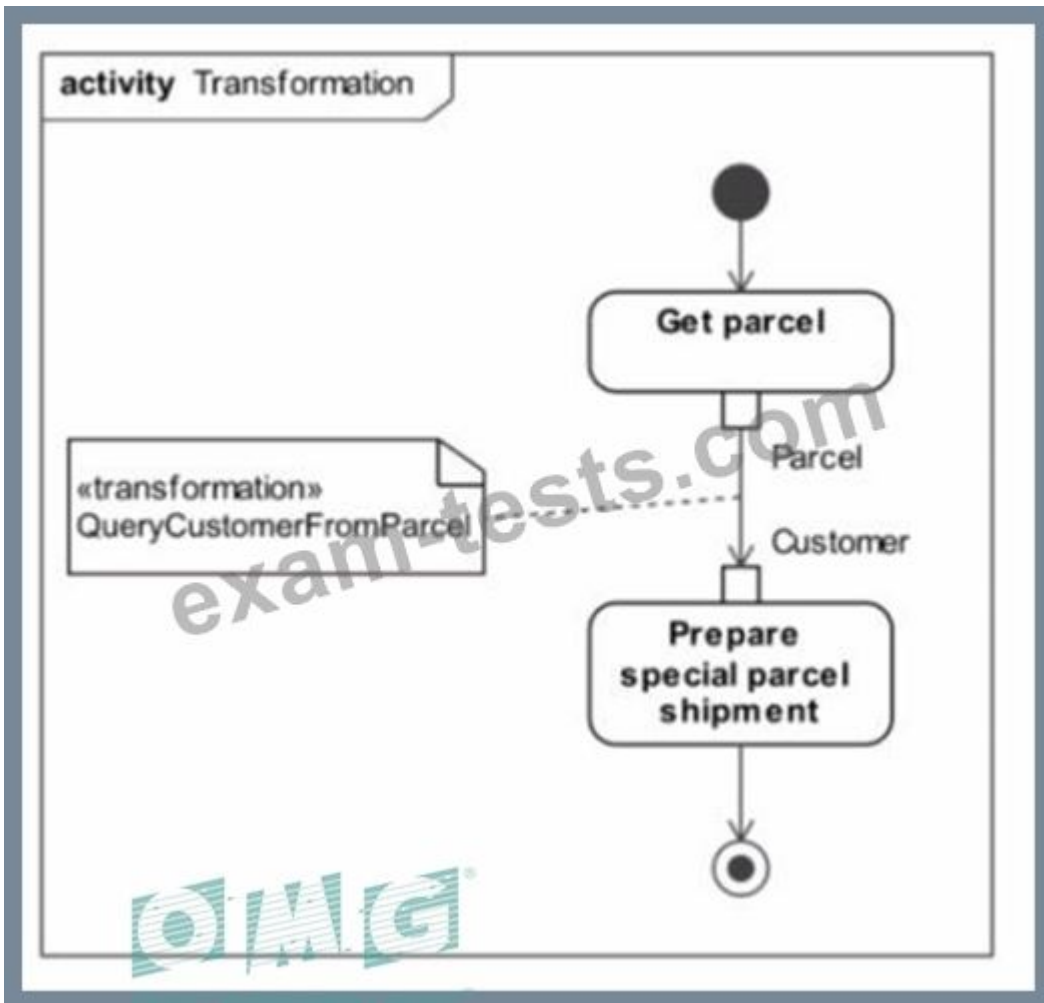 activity Transformation
Get parcel
Parcel
«transformation»
QueryCustomerFromParcel
Customer
Prepare
special parcel
shipment
exam-tests.com
OMG
®